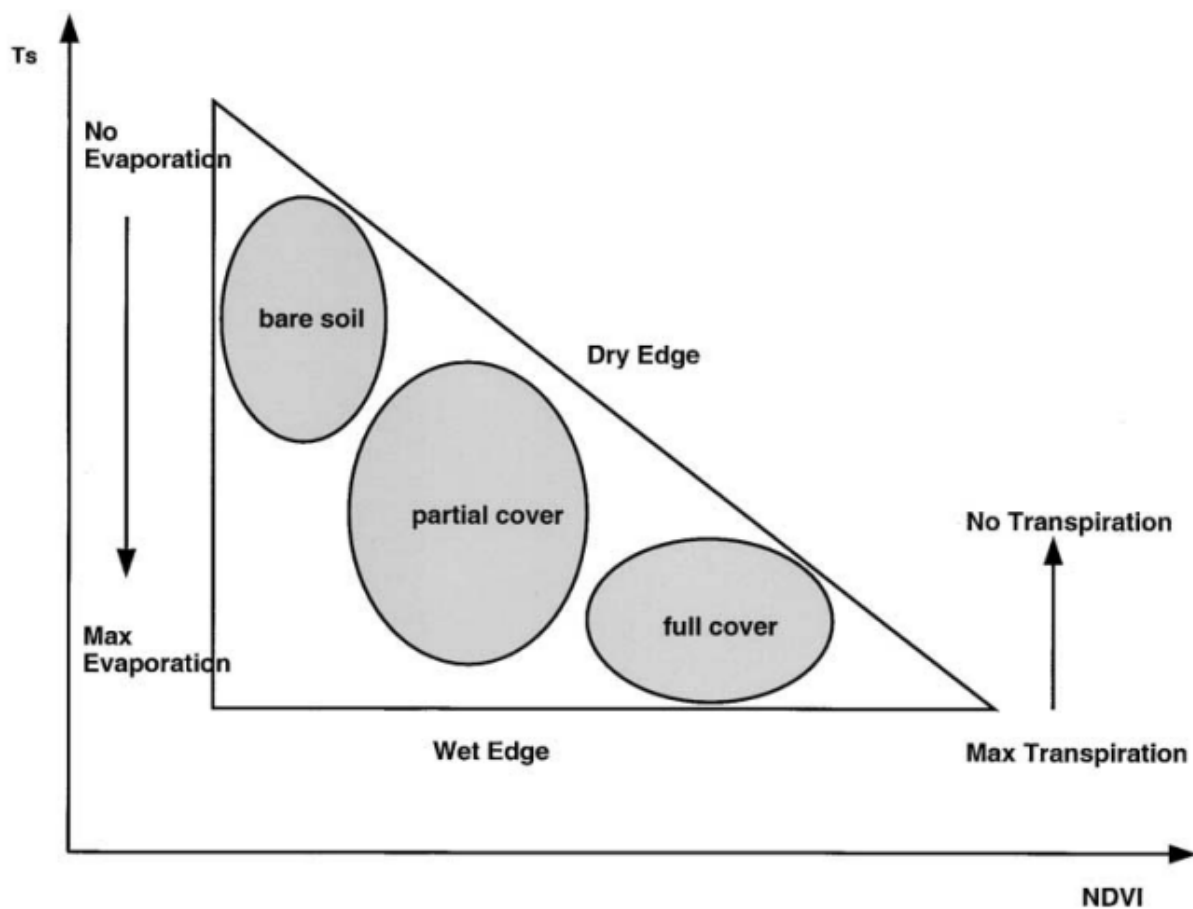 Ts
No
Evaporation
bare soil
Dry Edge
partial cover
No Transpiration
full cover
Max
Evaporation
Wet Edge
Max Transpiration
NDVI